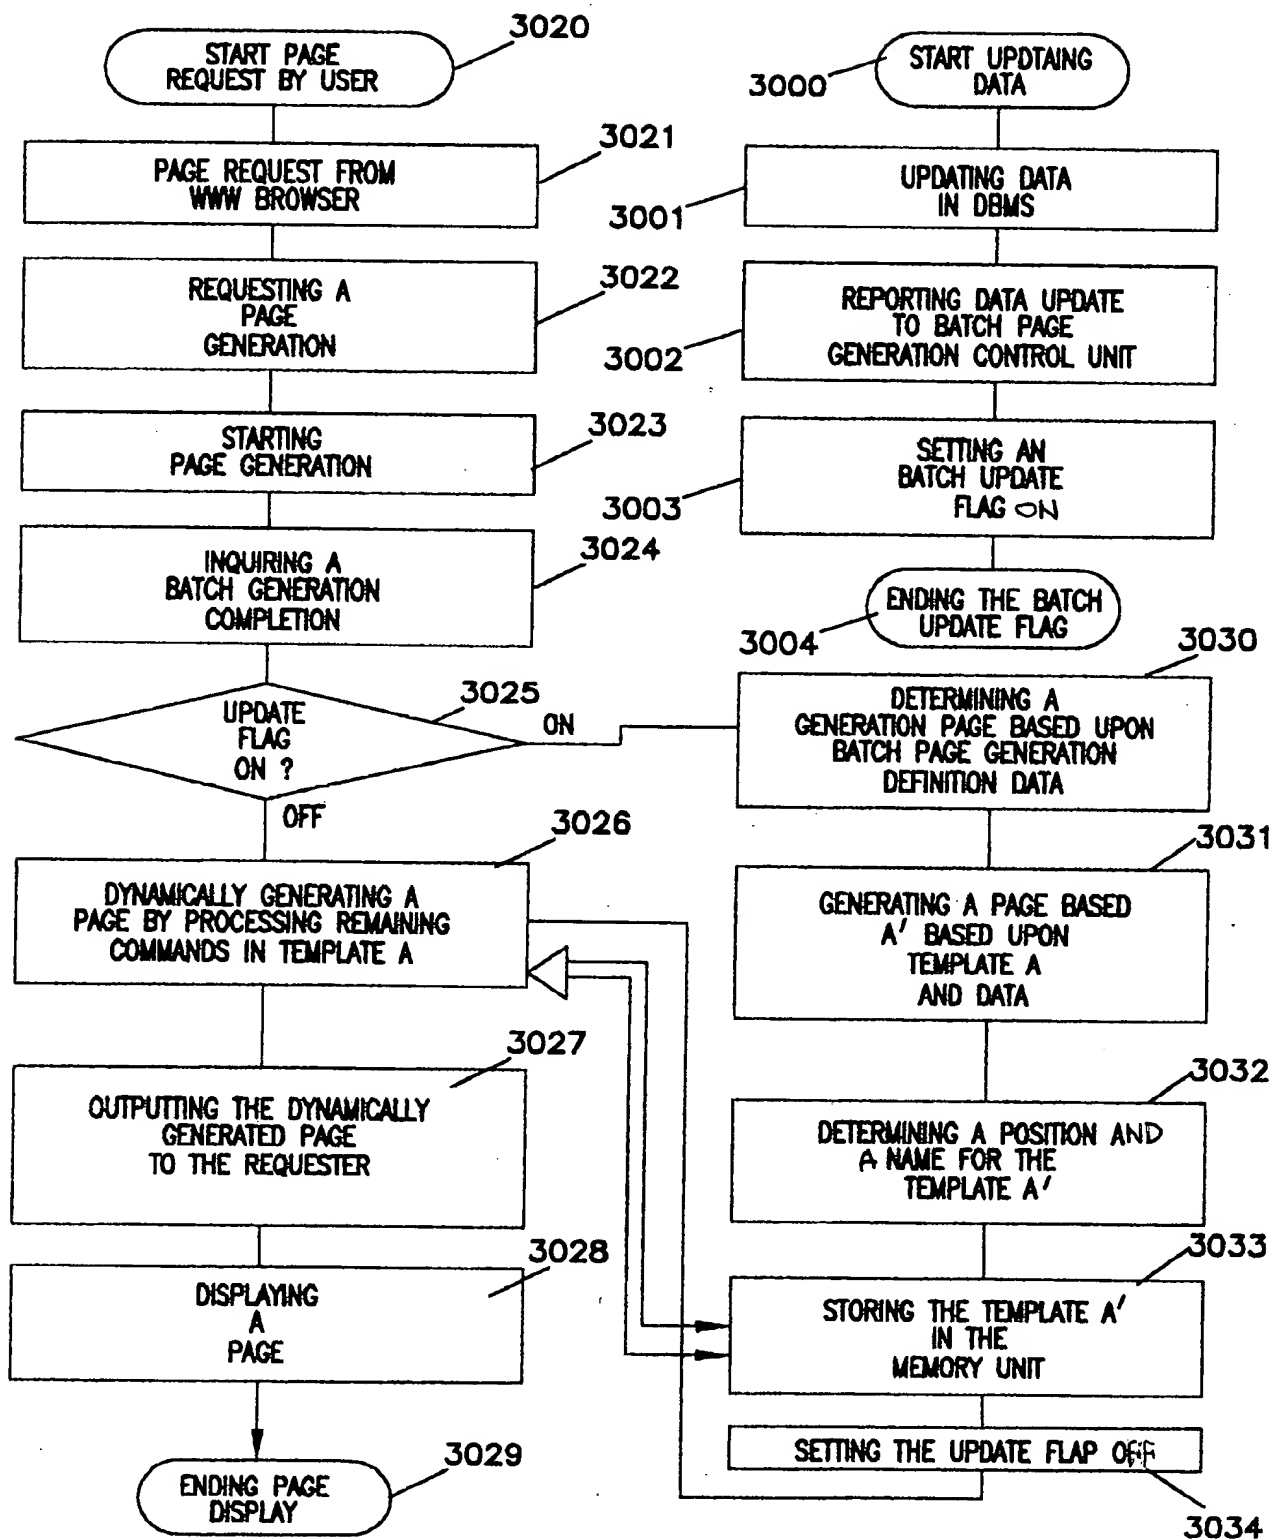 START PAGE
REQUEST BY USER
3020
PAGE REQUEST FROM
WWW BROWSER
3021
REQUESTING A
PAGE
GENERATION
3022
STARTING
PAGE GENERATION
3023
INQUIRING A
BATCH GENERATION
COMPLETION
3024
UPDATE
FLAG
ON ?
3025
ON
OFF
DYNAMICALLY GENERATING A
PAGE BY PROCESSING REMAINING
COMMANDS IN TEMPLATE A
3026
OUTPUTTING THE DYNAMICALLY
GENERATED PAGE
TO THE REQUESTER
3027
DISPLAYING
A
PAGE
3028
ENDING PAGE
DISPLAY
3029
START UPDTAING
DATA
3000
UPDATING DATA
IN DBMS
3001
REPORTING DATA UPDATE
TO BATCH PAGE
GENERATION CONTROL UNIT
3002
SETTING AN
BATCH UPDATE
FLAG ON
3003
ENDING THE BATCH
UPDATE FLAG
3004
3030
DETERMINING A
GENERATION PAGE BASED UPON
BATCH PAGE GENERATION
DEFINITION DATA
3031
GENERATING A PAGE BASED
A' BASED UPON
TEMPLATE A
AND DATA
3032
DETERMINING A POSITION AND
A NAME FOR THE
TEMPLATE A'
3033
STORING THE TEMPLATE A'
IN THE
MEMORY UNIT
SETTING THE UPDATE FLAP OFF
3034